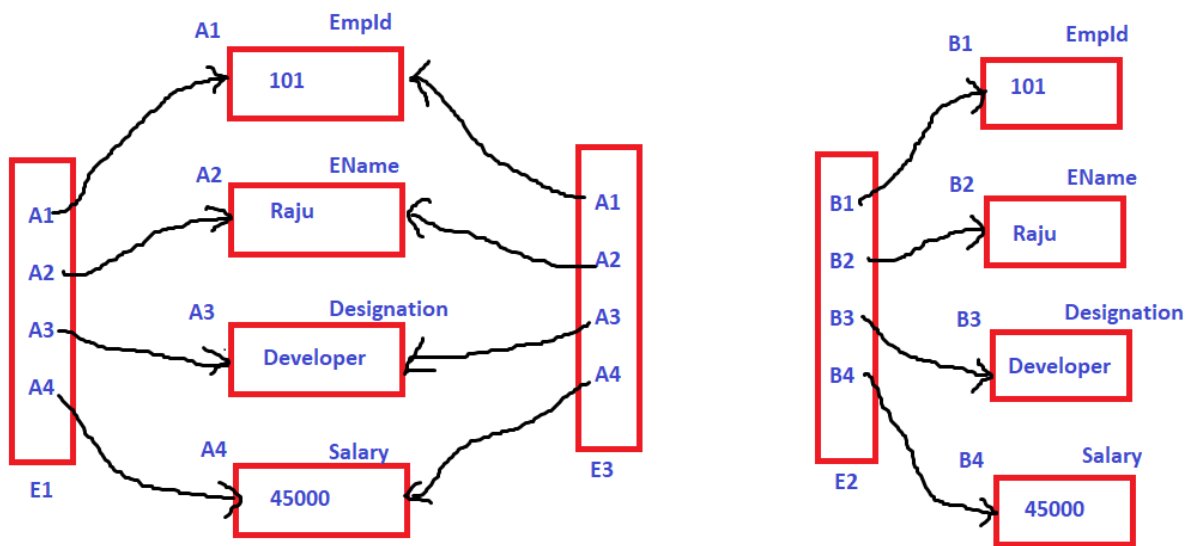 A1 EmpId
101
A2 EName
Raju
A3 Designation
Developer
A4 Salary
45000
A1
A2
A3
A4
E1
A1
A2
A3
A4
E3
B1 EmpId
101
B2 EName
Raju
B3 Designation
Developer
B4 Salary
45000
B1
B2
B3
B4
E2